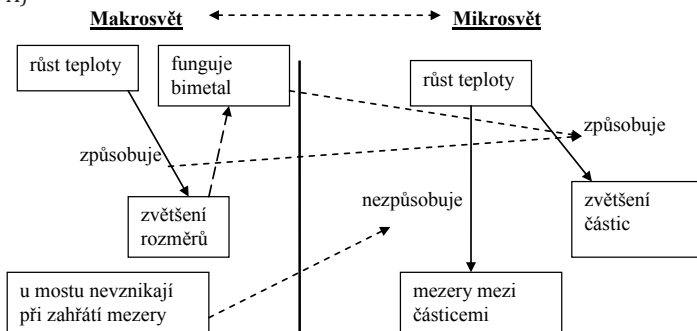 Makrosvět
Mikrosvět
růst teploty
funguje
bimetal
růst teploty
způsobuje
způsobuje
zvětšení
rozměrů
nezpůsobuje
zvětšení
částic
u mostu nevznikají
při zahřátí mezery
mezery mezi
částicemi